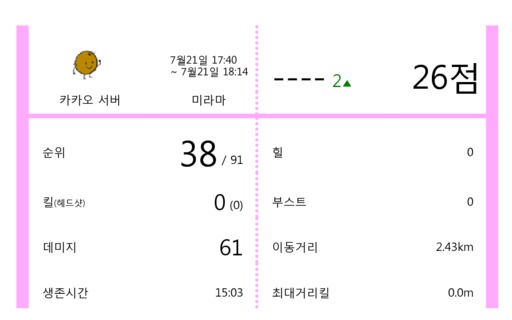 7월21일 17:40
~ 7월21일 18:14
카카오 서버
미라마
---- 2▲
26점
순위
38 / 91
킬(헤드샷)
0 (0)
데미지
61
생존시간
15:03
힐
0
부스트
0
이동거리
2.43km
최대거리킬
0.0m